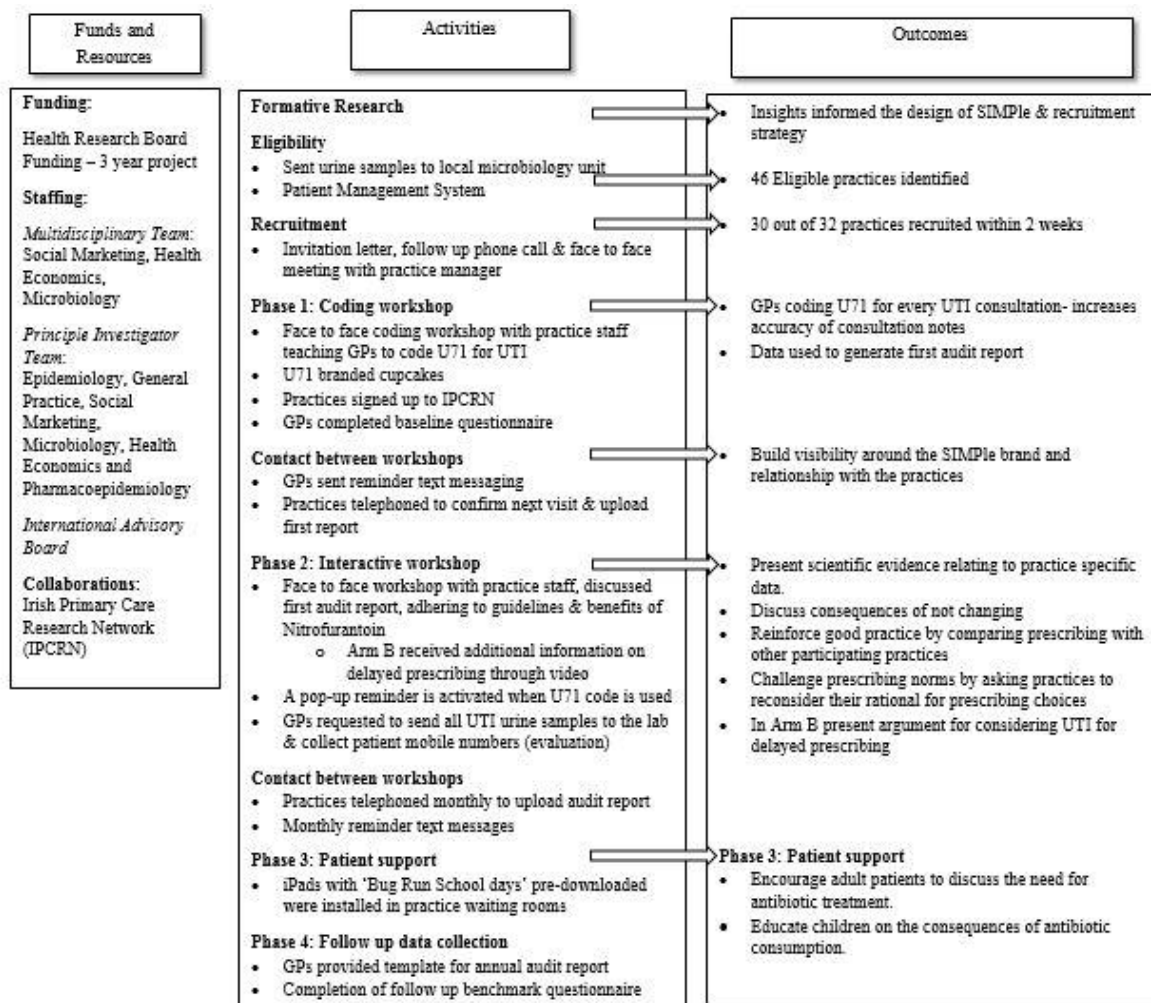 Funds and
Resources
Activities
Outcomes
Funding:
Health Research Board
Funding – 3 year project
Staffing:
Multidisciplinary Team:
Social Marketing, Health
Economics,
Microbiology
Principle Investigator
Team:
Epidemiology, General
Practice, Social
Marketing,
Microbiology, Health
Economics and
Pharmacoepidemiology
International Advisory
Board
Collaborations:
Irish Primary Care
Research Network
(IPCRN)
Formative Research
Eligibility
• Sent urine samples to local microbiology unit
• Patient Management System
Recruitment
• Invitation letter, follow up phone call & face to face
meeting with practice manager
Phase 1: Coding workshop
• Face to face coding workshop with practice staff
teaching GPs to code U71 for UTI
• U71 branded cupcakes
• Practices signed up to IPCRN
• GPs completed baseline questionnaire
Contact between workshops
• GPs sent reminder text messaging
• Practices telephoned to confirm next visit & upload
first report
Phase 2: Interactive workshop
• Face to face workshop with practice staff, discussed
first audit report, adhering to guidelines & benefits of
Nitrofurantoin
o Arm B received additional information on
delayed prescribing through video
• A pop-up reminder is activated when U71 code is used
• GPs requested to send all UTI urine samples to the lab
& collect patient mobile numbers (evaluation)
Contact between workshops
• Practices telephoned monthly to upload audit report
• Monthly reminder text messages
Phase 3: Patient support
• iPads with ‘Bug Run School days’ pre-downloaded
were installed in practice waiting rooms
Phase 4: Follow up data collection
• GPs provided template for annual audit report
• Completion of follow up benchmark questionnaire
• Insights informed the design of SIMPle & recruitment
strategy
• 46 Eligible practices identified
• 30 out of 32 practices recruited within 2 weeks
• GPs coding U71 for every UTI consultation- increases
accuracy of consultation notes
• Data used to generate first audit report
• Build visibility around the SIMPle brand and
relationship with the practices
• Present scientific evidence relating to practice specific
data.
• Discuss consequences of not changing
• Reinforce good practice by comparing prescribing with
other participating practices
• Challenge prescribing norms by asking practices to
reconsider their rational for prescribing choices
• In Arm B present argument for considering UTI for
delayed prescribing
Phase 3: Patient support
• Encourage adult patients to discuss the need for
antibiotic treatment.
• Educate children on the consequences of antibiotic
consumption.